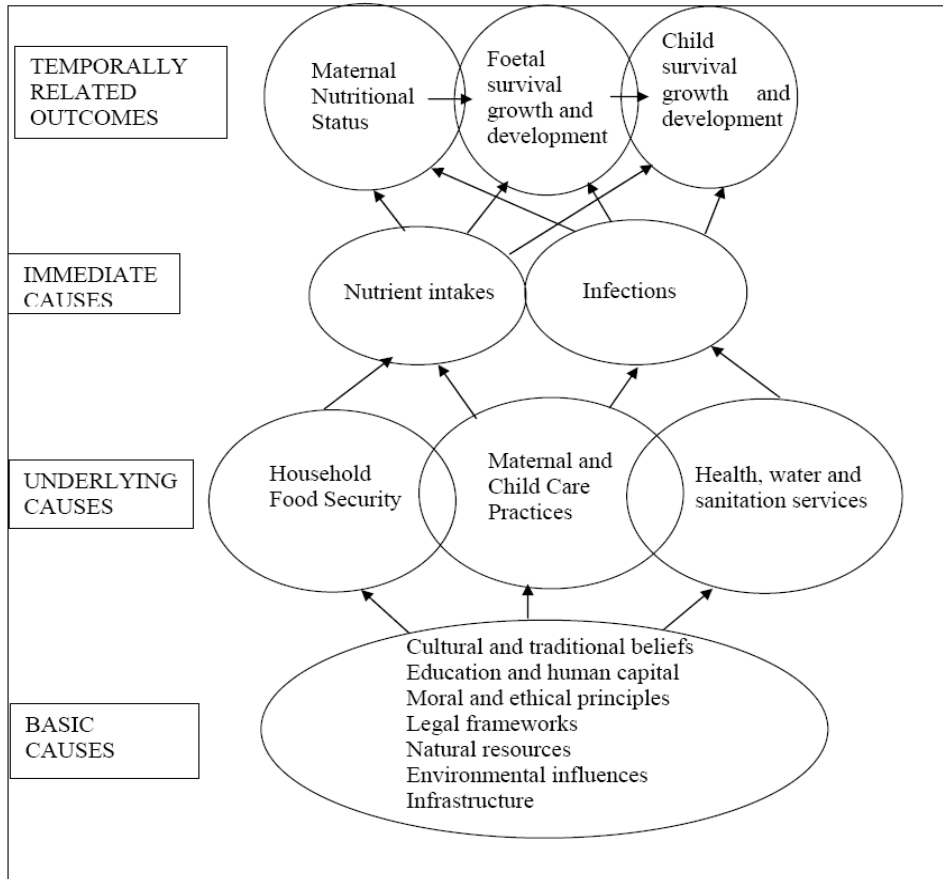 TEMPORALLY
RELATED
OUTCOMES
Maternal
Nutritional
Status
Foetal
survival
growth and
development
Child
survival
growth and
development
IMMEDIATE
CAUSES
Nutrient intakes
Infections
UNDERLYING
CAUSES
Household
Food Security
Maternal and
Child Care
Practices
Health, water and
sanitation services
BASIC
CAUSES
Cultural and traditional beliefs
Education and human capital
Moral and ethical principles
Legal frameworks
Natural resources
Environmental influences
Infrastructure